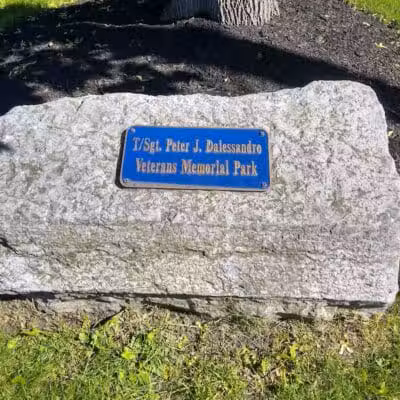 T/Sgt. Peter J. Dalessandro
Veterans Memorial Park